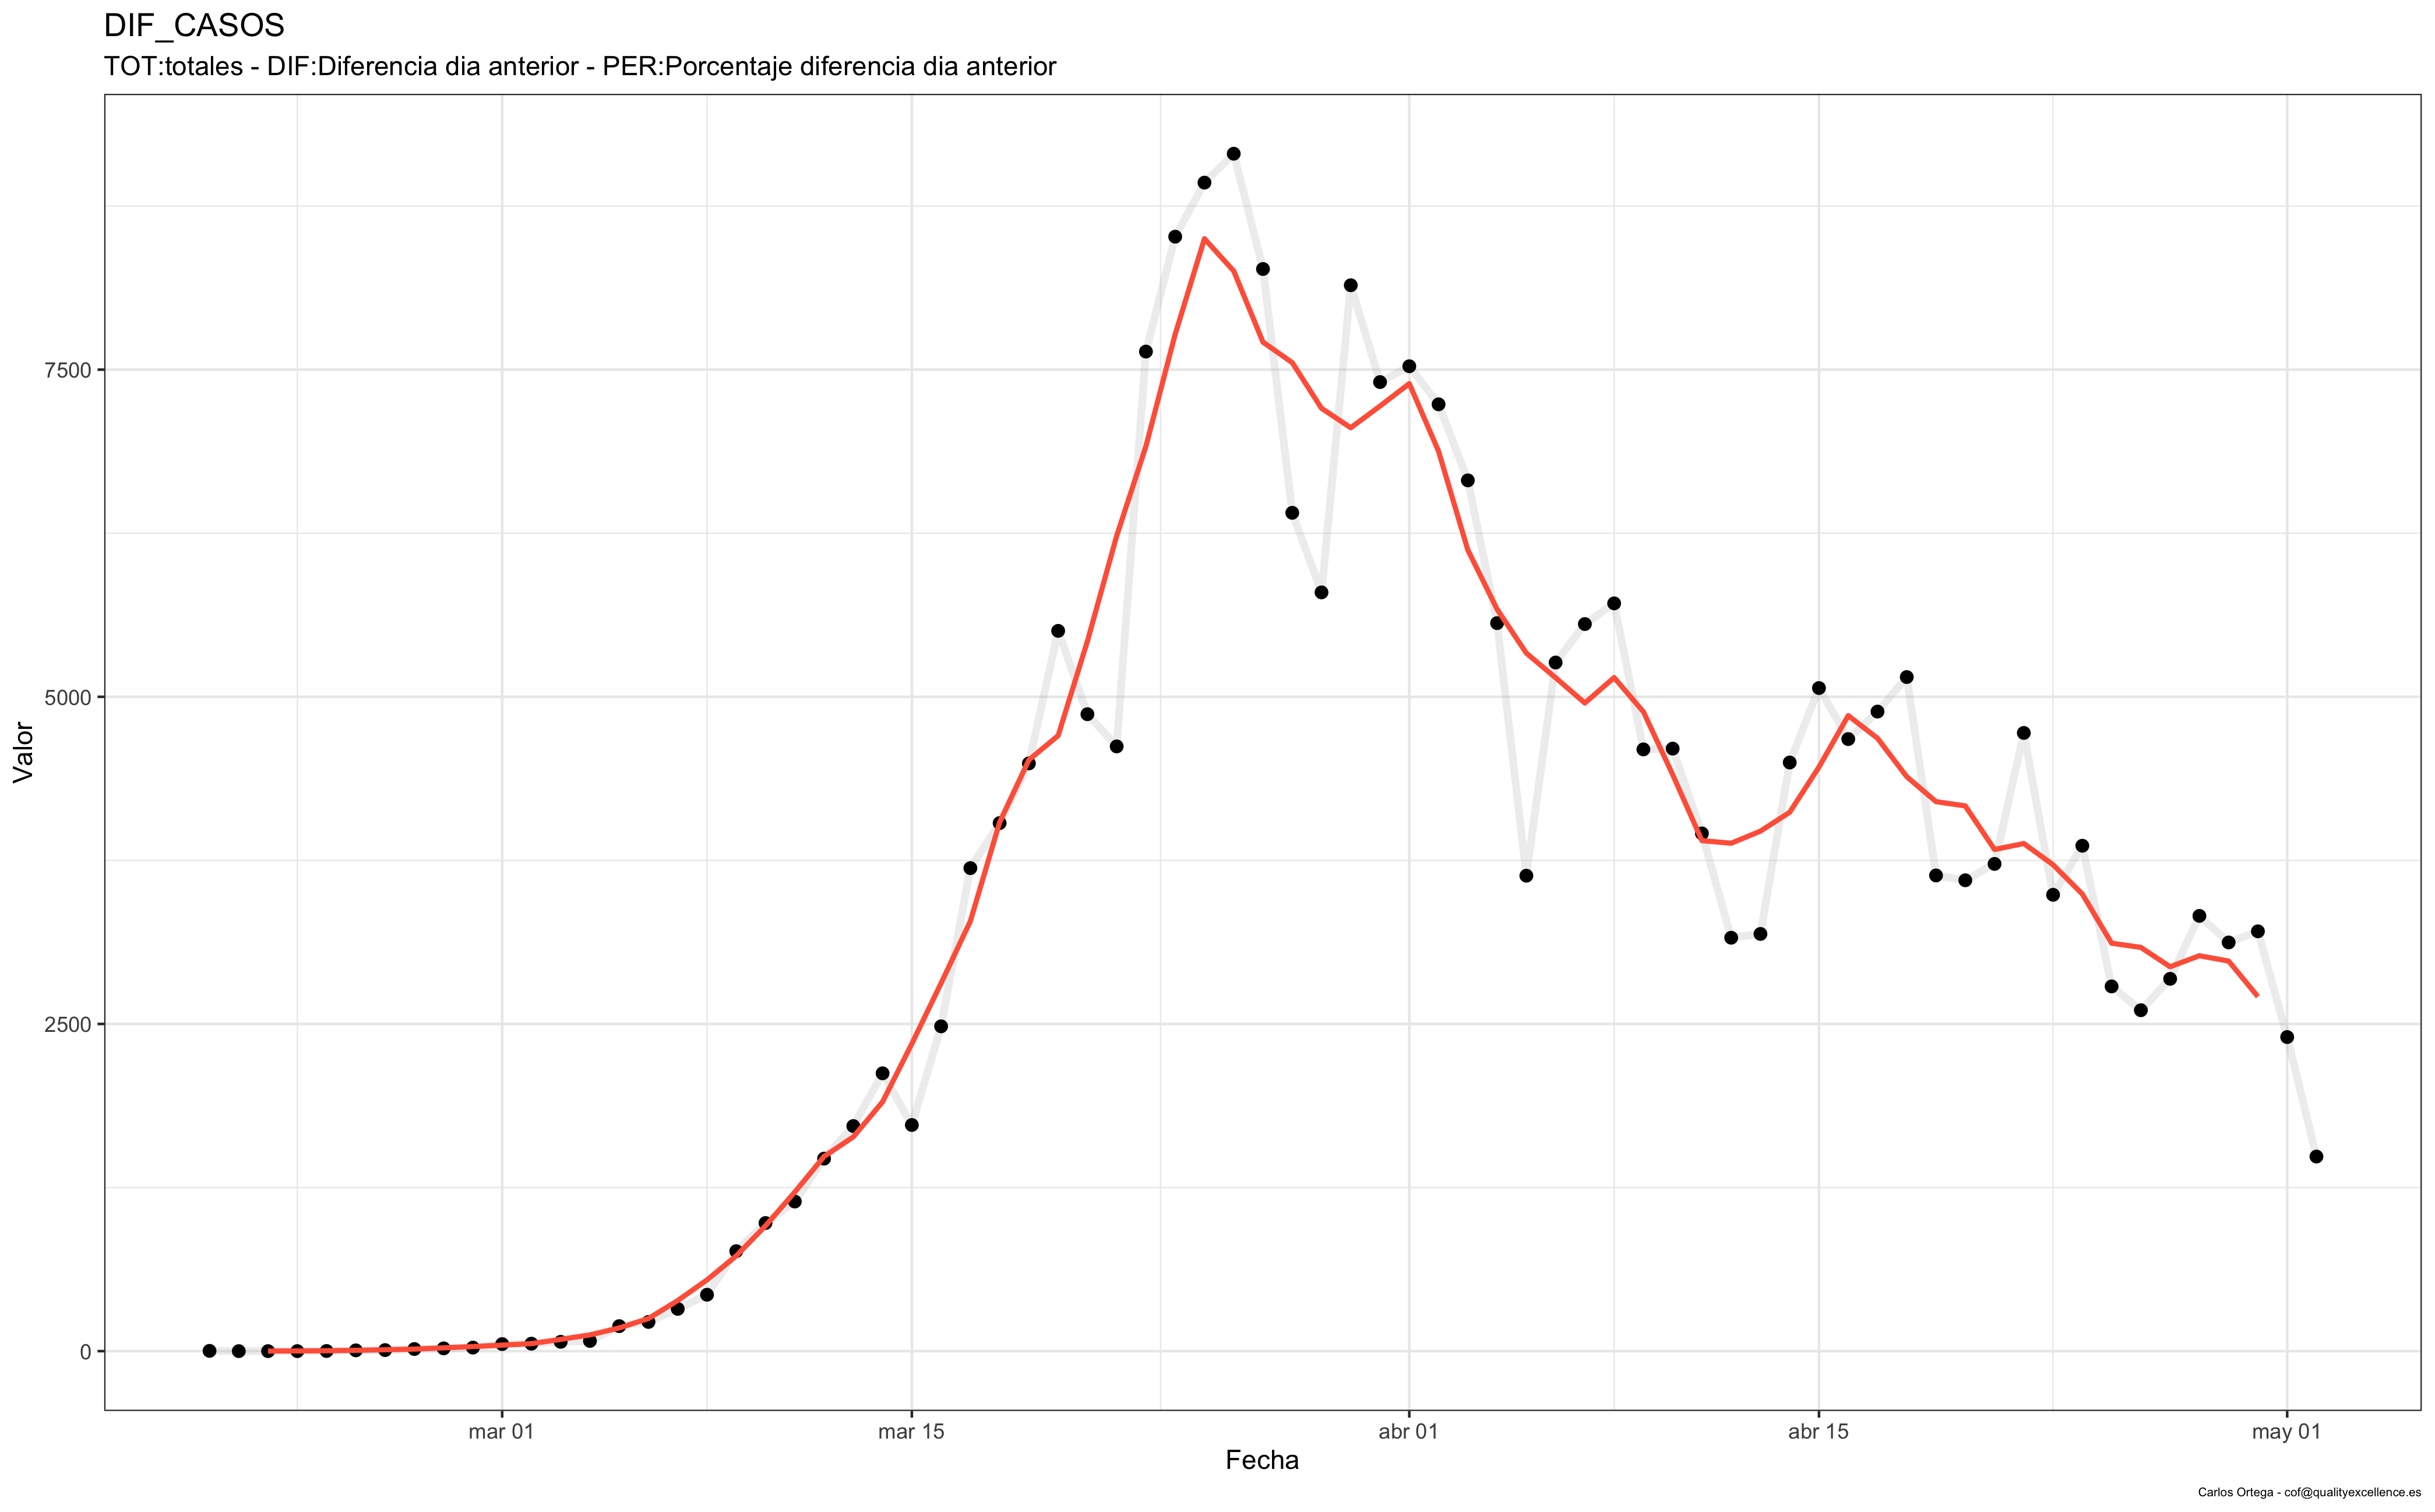 DIF_CASOS
TOT:totales - DIF:Diferencia dia anterior - PER:Porcentaje diferencia dia anterior
Valor
7500
5000
2500
0
mar 01 mar 15 abr 01 abr 15 may 01
Fecha
Carlos Ortega - cof@qualityexcellence.es